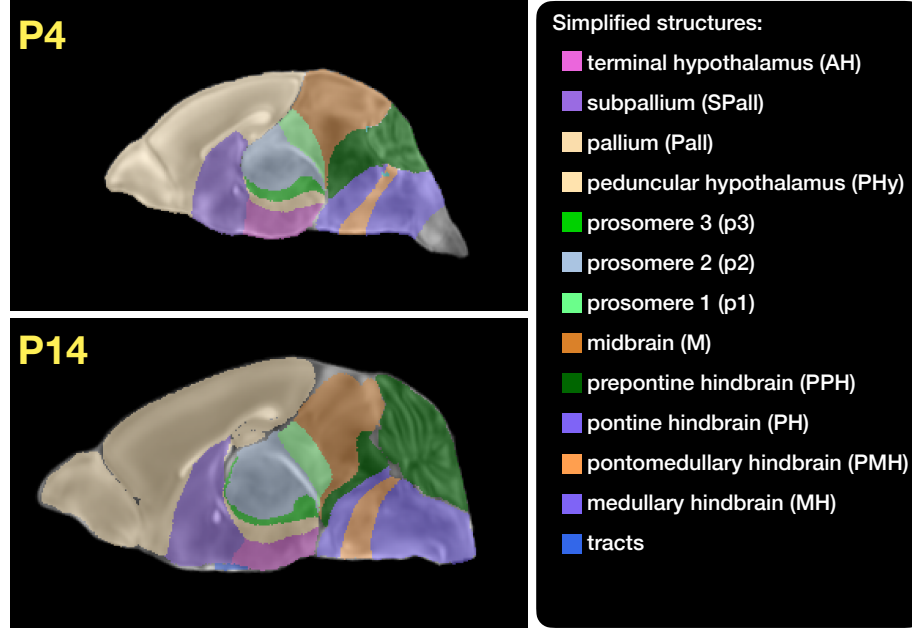 P4
P14
Simplified structures:
terminal hypothalamus (AH)
subpallium (SPall)
pallium (Pall)
peduncular hypothalamus (PHy)
prosomere 3 (p3)
prosomere 2 (p2)
prosomere 1 (p1)
midbrain (M)
prepontine hindbrain (PPH)
pontine hindbrain (PH)
pontomedullary hindbrain (PMH)
medullary hindbrain (MH)
tracts